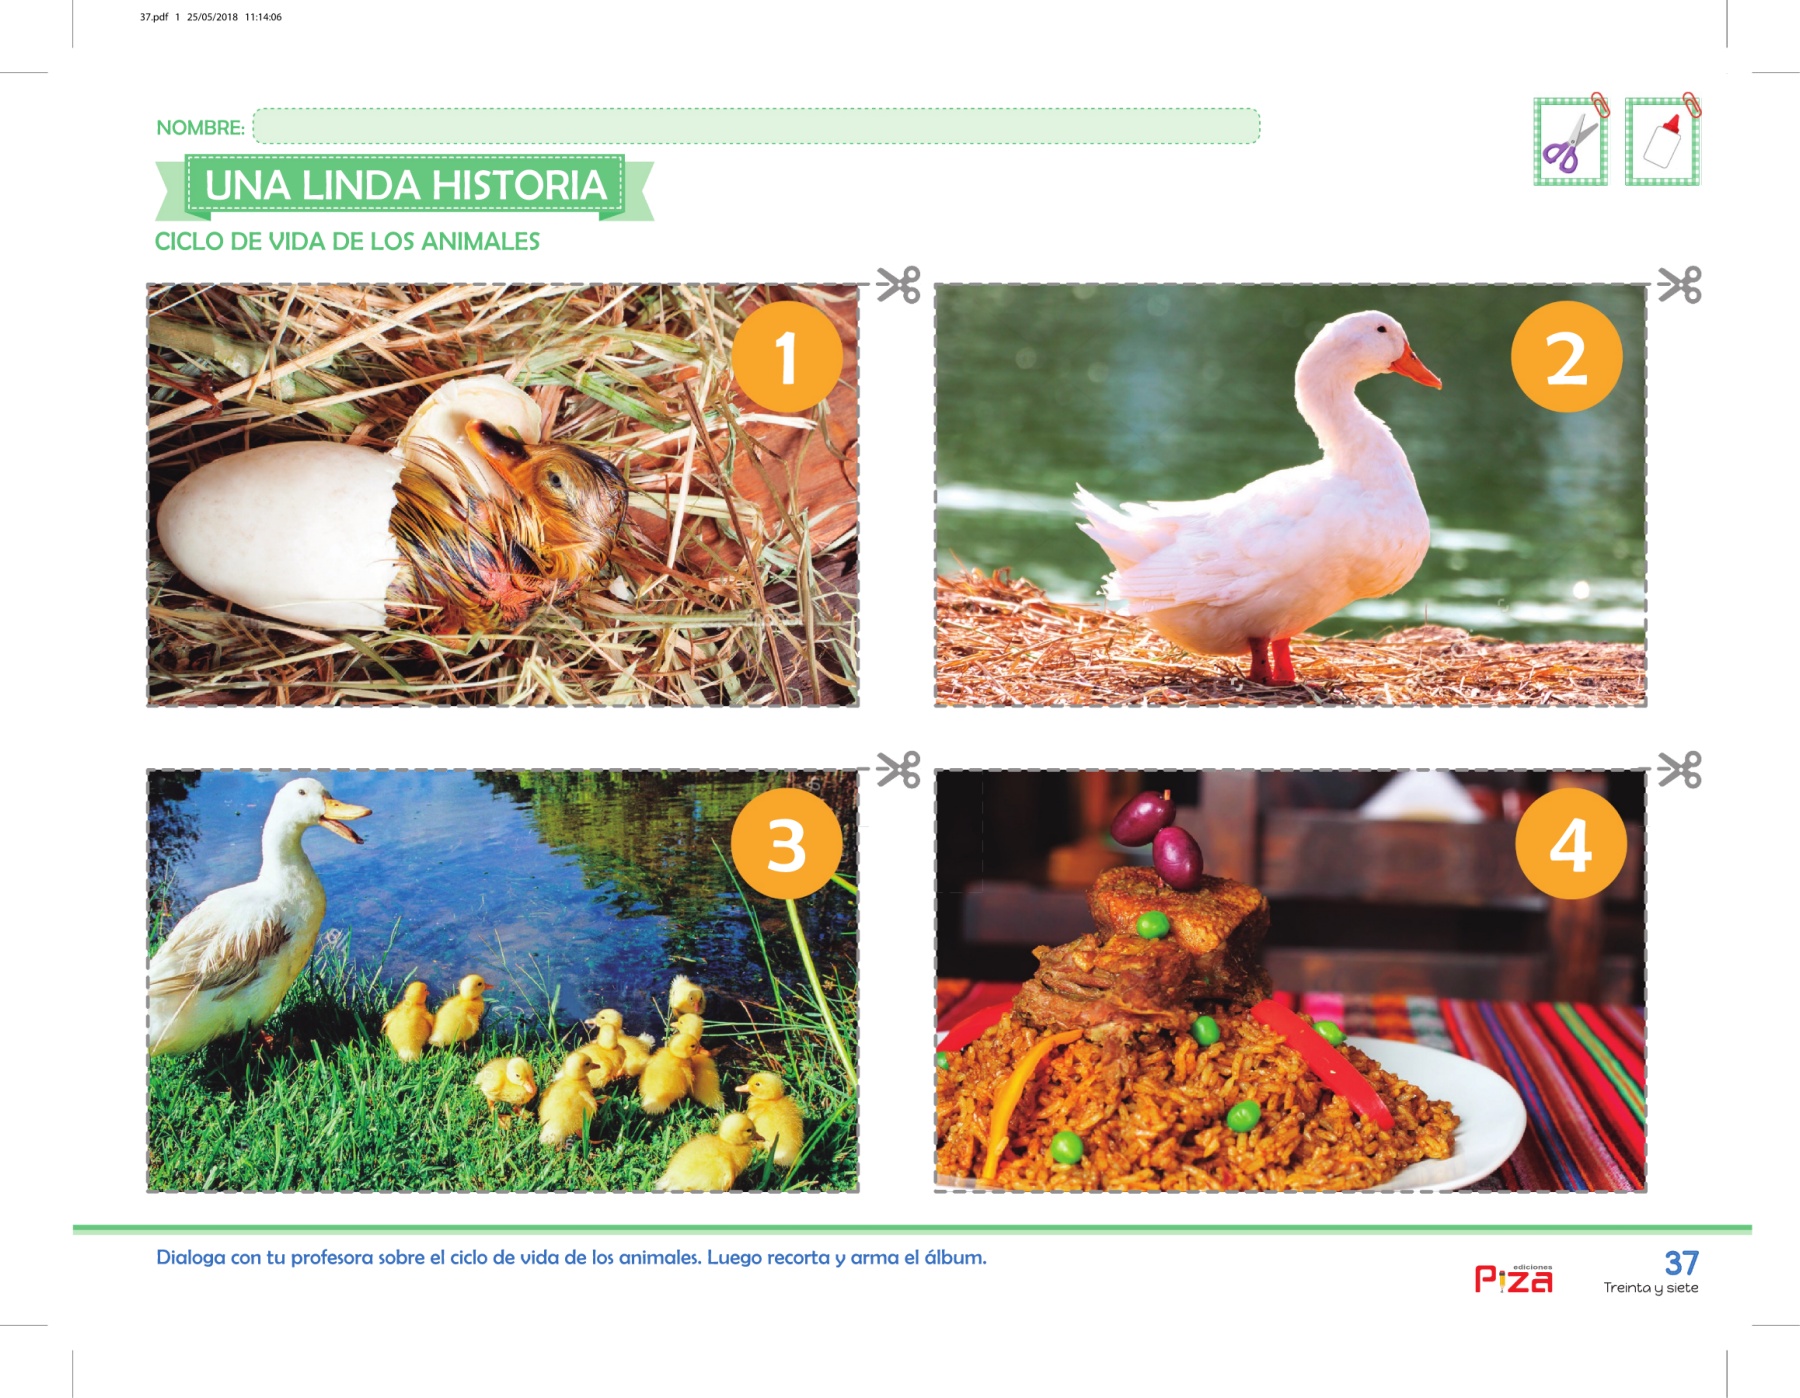 37.pdf 1 25/05/2018 11:14:06
NOMBRE:
UNA LINDA HISTORIA
CICLO DE VIDA DE LOS ANIMALES
1
2
3
4
Dialoga con tu profesora sobre el ciclo de vida de los animales. Luego recorta y arma el álbum.
ediciones
Piza
37
Treinta y siete